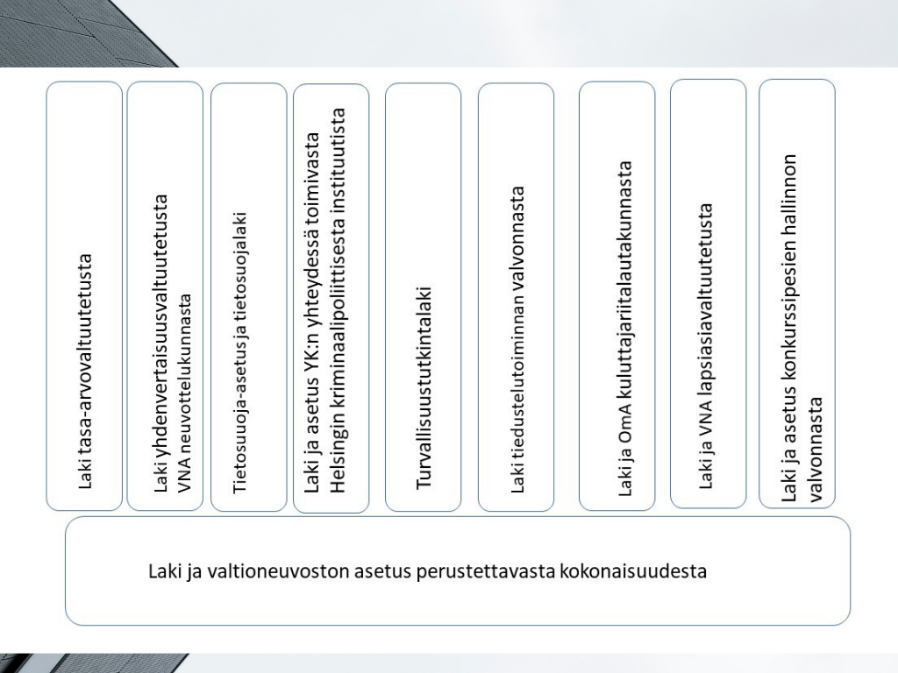 Laki tasa-arvovaltuutetusta
Laki yhdenvertaisuusvaltuutetusta
VNA neuvottelukunnasta
Tietosuuoja-asetus ja tietosuojalaki
Laki ja asetus YK:n yhteydessä toimivasta
Helsingin kriminaalipoliittisesta instituutista
Turvallisuustutkintalaki
Laki tiedustelutoiminnan valvonnasta
Laki ja OmA kuluttajariitalautakunnasta
Laki ja VNA lapsiasiavaltuutetusta
Laki ja asetus konkurssipesien hallinnon
valvonnasta
Laki ja valtioneuvoston asetus perustettavasta kokonaisuudesta